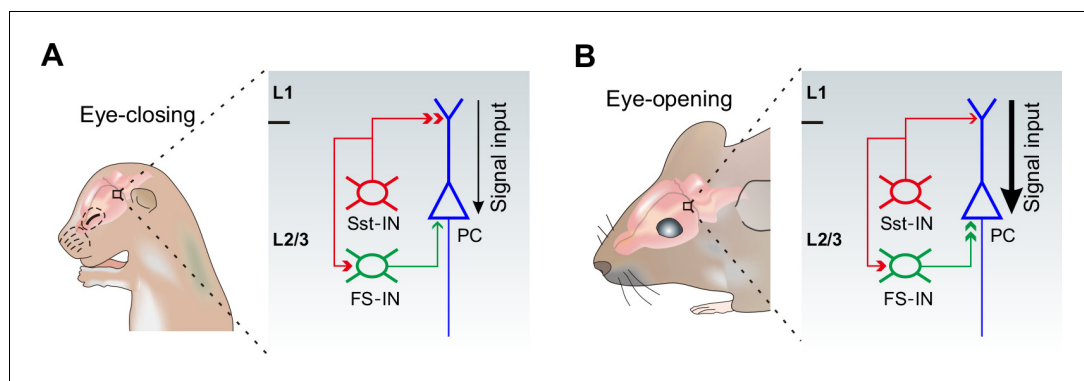 A
Eye-closing
L1
L2/3
Signal input
Sst-IN
PC
FS-IN
B
Eye-opening
L1
L2/3
Signal input
Sst-IN
PC
FS-IN